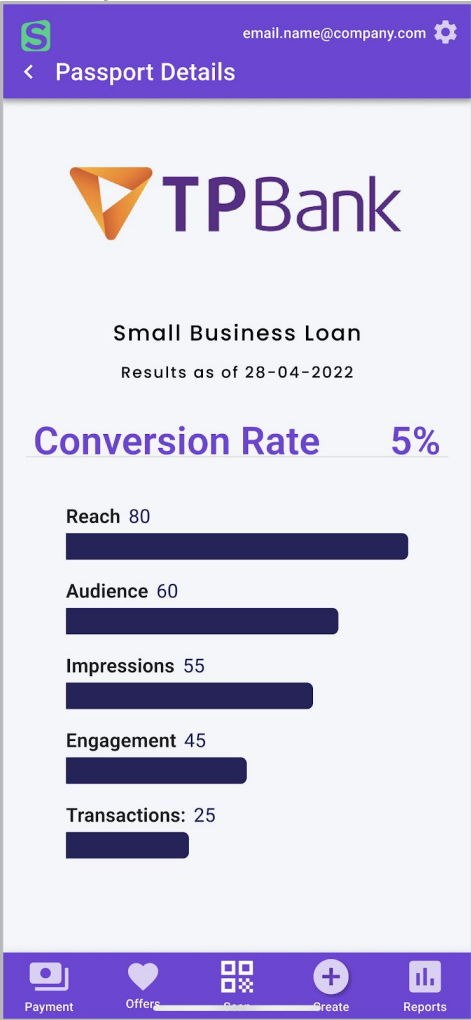 S
email.name@company.com
Passport Details
TPBank
Small Business Loan
Results as of 28-04-2022
Conversion Rate 5%
Reach 80
Audience 60
Impressions 55
Engagement 45
Transactions: 25
Payment Offers Create Reports